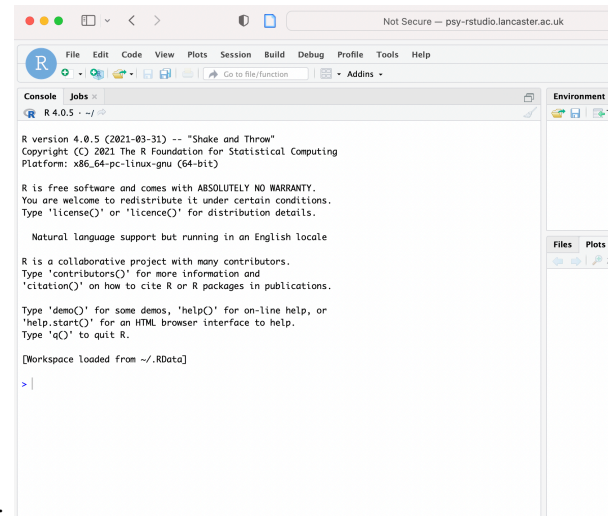 Not Secure — psy-rstudio.lancaster.ac.uk
R File Edit Code View Plots Session Build Debug Profile Tools Help
Go to file/function Addins
Console Jobs
R 4.0.5 · ~/
R version 4.0.5 (2021-03-31) -- "Shake and Throw"
Copyright (C) 2021 The R Foundation for Statistical Computing
Platform: x86_64-pc-linux-gnu (64-bit)
R is free software and comes with ABSOLUTELY NO WARRANTY.
You are welcome to redistribute it under certain conditions.
Type 'license()' or 'licence()' for distribution details.
Natural language support but running in an English locale
R is a collaborative project with many contributors.
Type 'contributors()' for more information and
'citation()' on how to cite R or R packages in publications.
Type 'demo()' for some demos, 'help()' for on-line help, or
'help.start()' for an HTML browser interface to help.
Type 'q()' to quit R.
[Workspace loaded from ~/.RData]
>
Environment
Files Plots